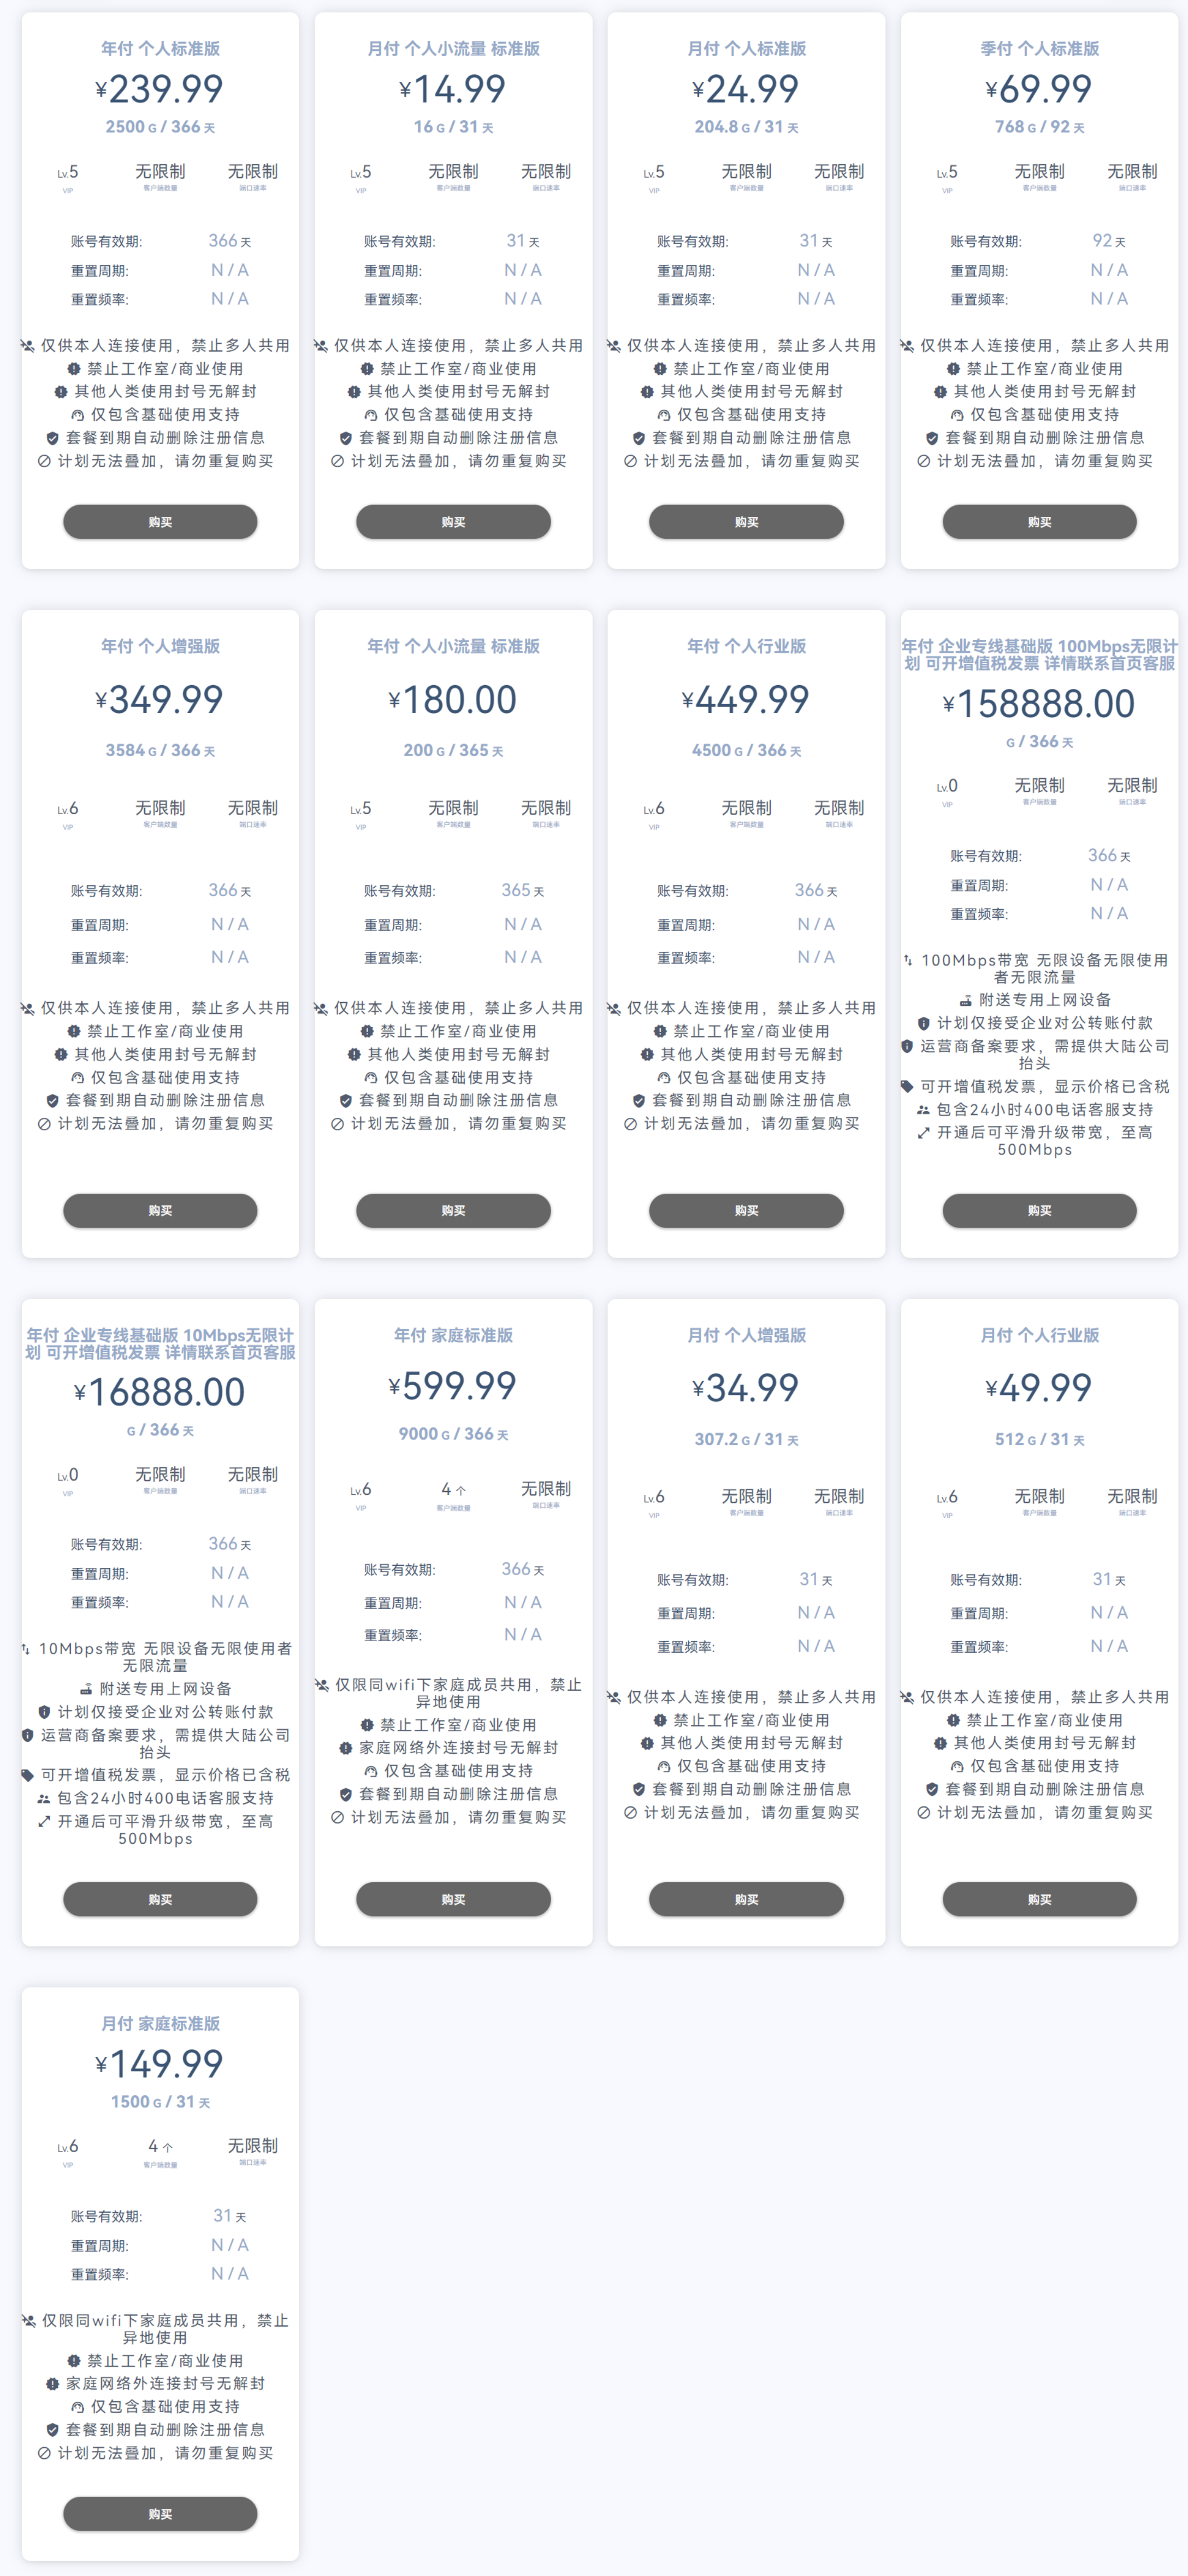 年付 个人标准版
¥239.99
2500 G / 366 天
Lv.5 无限制 无限制
VIP 客户端数量 端口速率
账号有效期: 366 天
重置周期: N / A
重置频率: N / A
仅供本人连接使用，禁止多人共用
禁止工作室/商业使用
其他人类使用封号无解封
仅包含基础使用支持
套餐到期自动删除注册信息
计划无法叠加，请勿重复购买
购买
月付 个人小流量 标准版
¥14.99
16 G / 31 天
Lv.5 无限制 无限制
VIP 客户端数量 端口速率
账号有效期: 31 天
重置周期: N / A
重置频率: N / A
仅供本人连接使用，禁止多人共用
禁止工作室/商业使用
其他人类使用封号无解封
仅包含基础使用支持
套餐到期自动删除注册信息
计划无法叠加，请勿重复购买
购买
月付 个人标准版
¥24.99
204.8 G / 31 天
Lv.5 无限制 无限制
VIP 客户端数量 端口速率
账号有效期: 31 天
重置周期: N / A
重置频率: N / A
仅供本人连接使用，禁止多人共用
禁止工作室/商业使用
其他人类使用封号无解封
仅包含基础使用支持
套餐到期自动删除注册信息
计划无法叠加，请勿重复购买
购买
季付 个人标准版
¥69.99
768 G / 92 天
Lv.5 无限制 无限制
VIP 客户端数量 端口速率
账号有效期: 92 天
重置周期: N / A
重置频率: N / A
仅供本人连接使用，禁止多人共用
禁止工作室/商业使用
其他人类使用封号无解封
仅包含基础使用支持
套餐到期自动删除注册信息
计划无法叠加，请勿重复购买
购买
年付 个人增强版
¥349.99
3584 G / 366 天
Lv.6 无限制 无限制
VIP 客户端数量 端口速率
账号有效期: 366 天
重置周期: N / A
重置频率: N / A
仅供本人连接使用，禁止多人共用
禁止工作室/商业使用
其他人类使用封号无解封
仅包含基础使用支持
套餐到期自动删除注册信息
计划无法叠加，请勿重复购买
购买
年付 个人小流量 标准版
¥180.00
200 G / 365 天
Lv.5 无限制 无限制
VIP 客户端数量 端口速率
账号有效期: 365 天
重置周期: N / A
重置频率: N / A
仅供本人连接使用，禁止多人共用
禁止工作室/商业使用
其他人类使用封号无解封
仅包含基础使用支持
套餐到期自动删除注册信息
计划无法叠加，请勿重复购买
购买
年付 个人行业版
¥449.99
4500 G / 366 天
Lv.6 无限制 无限制
VIP 客户端数量 端口速率
账号有效期: 366 天
重置周期: N / A
重置频率: N / A
仅供本人连接使用，禁止多人共用
禁止工作室/商业使用
其他人类使用封号无解封
仅包含基础使用支持
套餐到期自动删除注册信息
计划无法叠加，请勿重复购买
购买
年付 企业专线基础版 100Mbps无限计
划 可开增值税发票 详情联系首页客服
¥158888.00
G / 366 天
Lv.0 无限制 无限制
VIP 客户端数量 端口速率
账号有效期: 366 天
重置周期: N / A
重置频率: N / A
100Mbps带宽 无限设备无限使用
者无限流量
附送专用上网设备
计划仅接受企业对公转账付款
运营商备案要求，需提供大陆公司
抬头
可开增值税发票，显示价格已含税
包含24小时400电话客服支持
开通后可平滑升级带宽，至高
500Mbps
购买
年付 企业专线基础版 10Mbps无限计
划 可开增值税发票 详情联系首页客服
¥16888.00
G / 366 天
Lv.0 无限制 无限制
VIP 客户端数量 端口速率
账号有效期: 366 天
重置周期: N / A
重置频率: N / A
10Mbps带宽 无限设备无限使用者
无限流量
附送专用上网设备
计划仅接受企业对公转账付款
运营商备案要求，需提供大陆公司
抬头
可开增值税发票，显示价格已含税
包含24小时400电话客服支持
开通后可平滑升级带宽，至高
500Mbps
购买
年付 家庭标准版
¥599.99
9000 G / 366 天
Lv.6 4 个 无限制
VIP 客户端数量 端口速率
账号有效期: 366 天
重置周期: N / A
重置频率: N / A
仅限同wifi下家庭成员共用，禁止
异地使用
禁止工作室/商业使用
家庭网络外连接封号无解封
仅包含基础使用支持
套餐到期自动删除注册信息
计划无法叠加，请勿重复购买
购买
月付 个人增强版
¥34.99
307.2 G / 31 天
Lv.6 无限制 无限制
VIP 客户端数量 端口速率
账号有效期: 31 天
重置周期: N / A
重置频率: N / A
仅供本人连接使用，禁止多人共用
禁止工作室/商业使用
其他人类使用封号无解封
仅包含基础使用支持
套餐到期自动删除注册信息
计划无法叠加，请勿重复购买
购买
月付 个人行业版
¥49.99
512 G / 31 天
Lv.6 无限制 无限制
VIP 客户端数量 端口速率
账号有效期: 31 天
重置周期: N / A
重置频率: N / A
仅供本人连接使用，禁止多人共用
禁止工作室/商业使用
其他人类使用封号无解封
仅包含基础使用支持
套餐到期自动删除注册信息
计划无法叠加，请勿重复购买
购买
月付 家庭标准版
¥149.99
1500 G / 31 天
Lv.6 4 个 无限制
VIP 客户端数量 端口速率
账号有效期: 31 天
重置周期: N / A
重置频率: N / A
仅限同wifi下家庭成员共用，禁止
异地使用
禁止工作室/商业使用
家庭网络外连接封号无解封
仅包含基础使用支持
套餐到期自动删除注册信息
计划无法叠加，请勿重复购买
购买